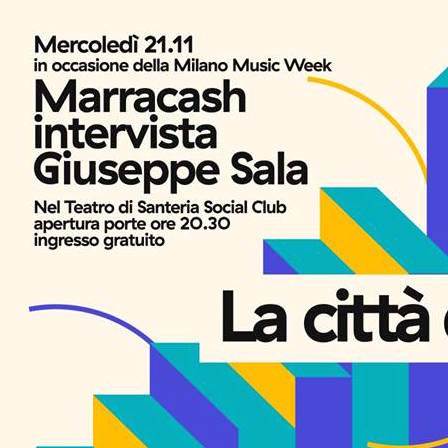 Mercoledì 21.11
in occasione della Milano Music Week
Marracash
intervista
Giuseppe Sala
Nel Teatro di Santeria Social Club
apertura porte ore 20.30
ingresso gratuito
La città